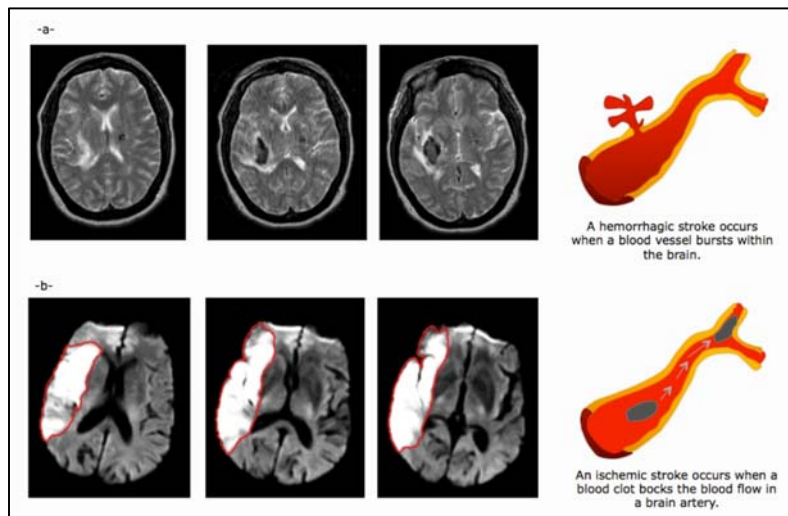 -a-
A hemorrhagic stroke occurs
when a blood vessel bursts within
the brain.
-b-
An ischemic stroke occurs when a
blood clot bocks the blood flow in
a brain artery.